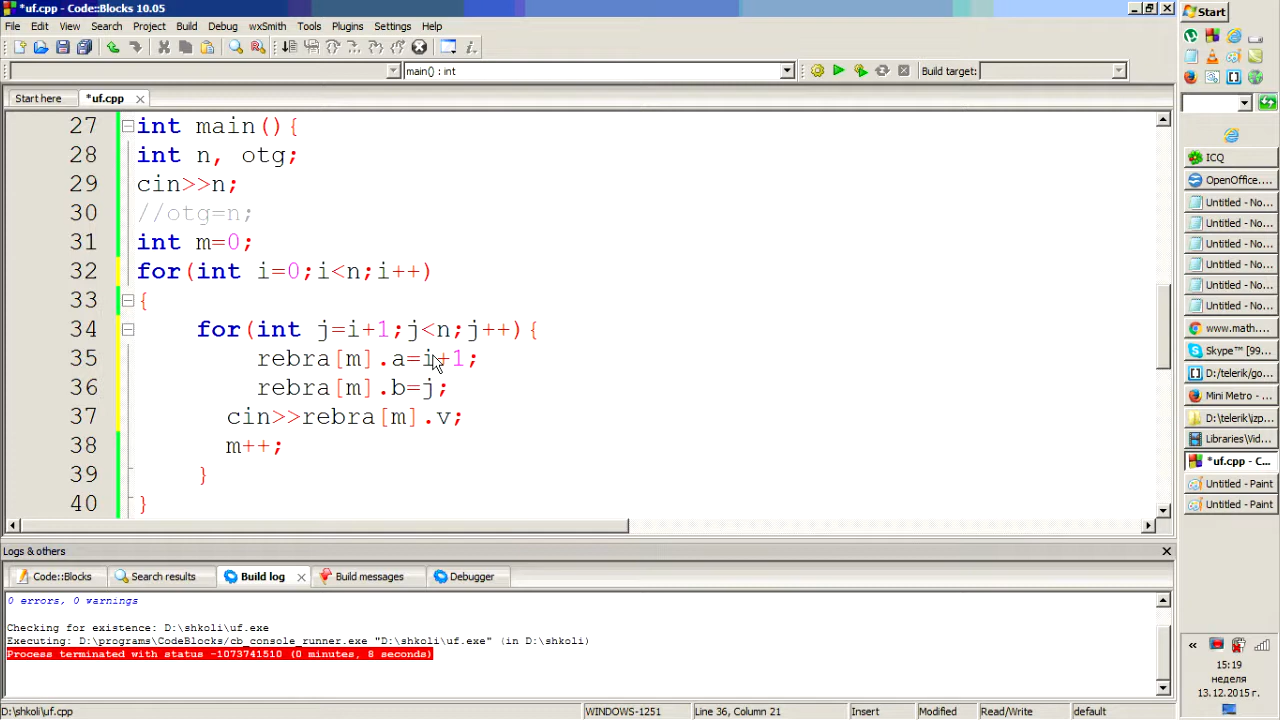 *uf.cpp - Code::Blocks 10.05
File Edit View Search Project Build Debug wxSmith Tools Plugins Settings Help
main() : int
Build target:
Start here
*uf.cpp
27 int main(){
28 int n, otg;
29 cin>>n;
30 //otg=n;
31 int m=0;
32 for(int i=0;i<n;i++)
33 {
34 for(int j=i+1;j<n;j++){
35 rebra[m].a=i+1;
36 rebra[m].b=j;
37 cin>>rebra[m].v;
38 m++;
39 }
40 }
Logs & others
Code::Blocks
Search results
Build log
Build messages
Debugger
0 errors, 0 warnings
Checking for existence: D:\shkoli\uf.exe
Executing: D:\programs\CodeBlocks/cb_console_runner.exe "D:\shkoli\uf.exe" (in D:\shkoli)
Process terminated with status -1073741510 (0 minutes, 8 seconds)
D:\shkoli\uf.cpp
WINDOWS-1251
Line 36, Column 21
Insert
Modified
Read/Write
default
Start
ICQ
OpenOffice....
Untitled - No...
Untitled - No...
Untitled - No...
Untitled - No...
Untitled - No...
Untitled - No...
www.math....
Skype™ [39...
D:/telerik/go...
Mini Metro - ...
D:\telerik\izp...
Libraries\Vid...
*uf.cpp - C...
Untitled - Paint
Untitled - Paint
15:19
неделя
13.12.2015 г.